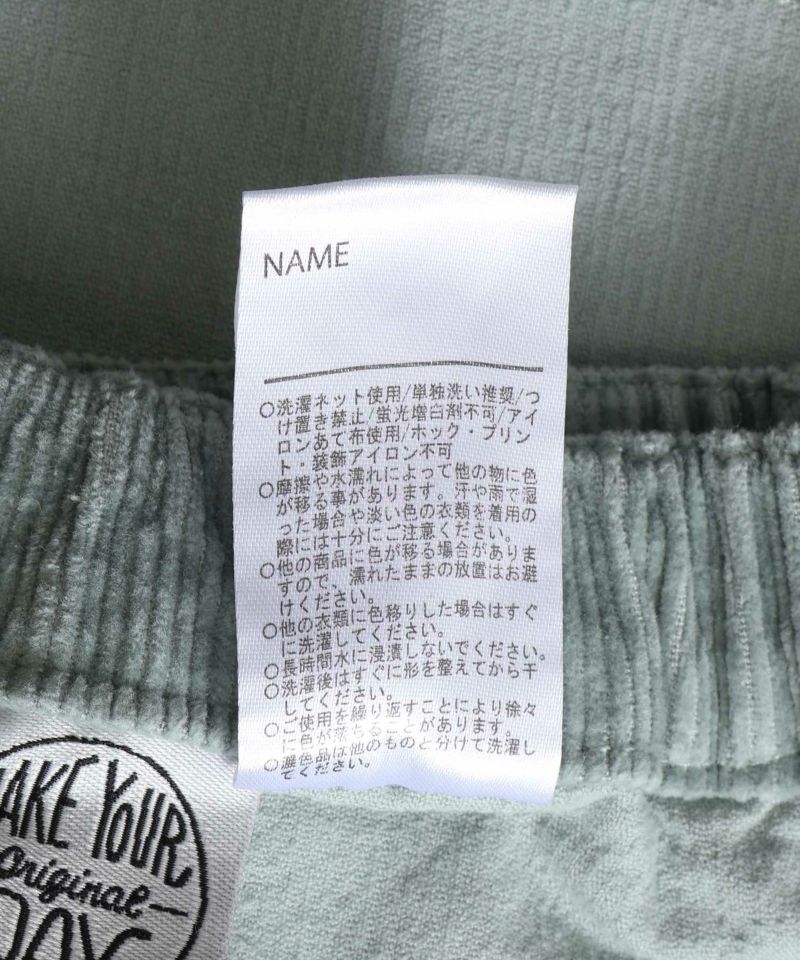 NAME
○洗濯ネット使用/単独洗い推奨/つ
け置き禁止/蛍光増白剤不可/アイ
ロンあて布使用/ホック・プリン
ト・装飾アイロン不可
○摩擦や水濡れによって他の物に色
が移る事があります。汗や雨で湿
った場合や淡い色の衣類を着用の
際には十分にご注意ください。
○他の商品に色が移る場合がありま
すので、濡れたままの放置はお避
けください。
○他の衣類に色移りした場合はすぐ
に洗濯してください。
○長時間水に浸漬しないでください。
○洗濯後はすぐに形を整えてから干
してください。
○ご使用を繰り返すことにより徐々
に色が落ちることがあります。
○濃色品は他のものと分けて洗濯し
てください。
MAKE YOUR
Original
DAY